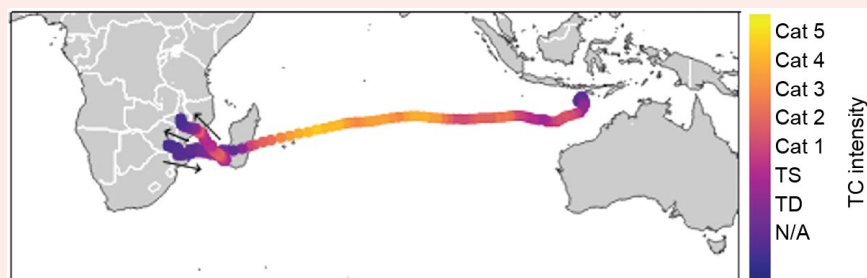 Cat 5
Cat 4
Cat 3
Cat 2
Cat 1
TS
TD
N/A
TC intensity